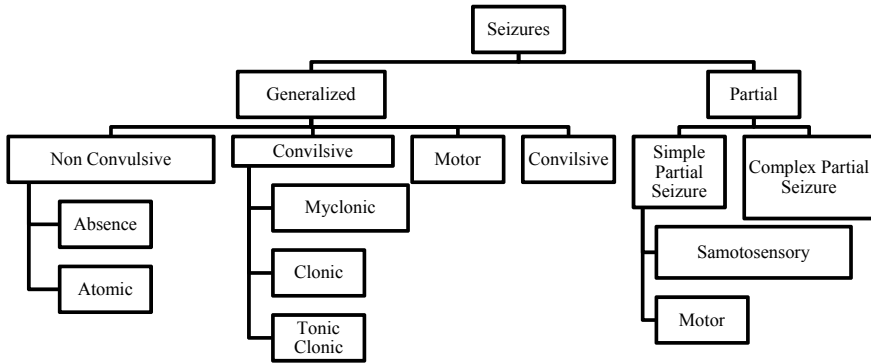 Seizures
Generalized
Partial
Non Convulsive
Convilsive
Motor
Convilsive
Simple
Partial
Seizure
Complex Partial
Seizure
Absence
Atomic
Myclonic
Clonic
Tonic
Clonic
Samotosensory
Motor